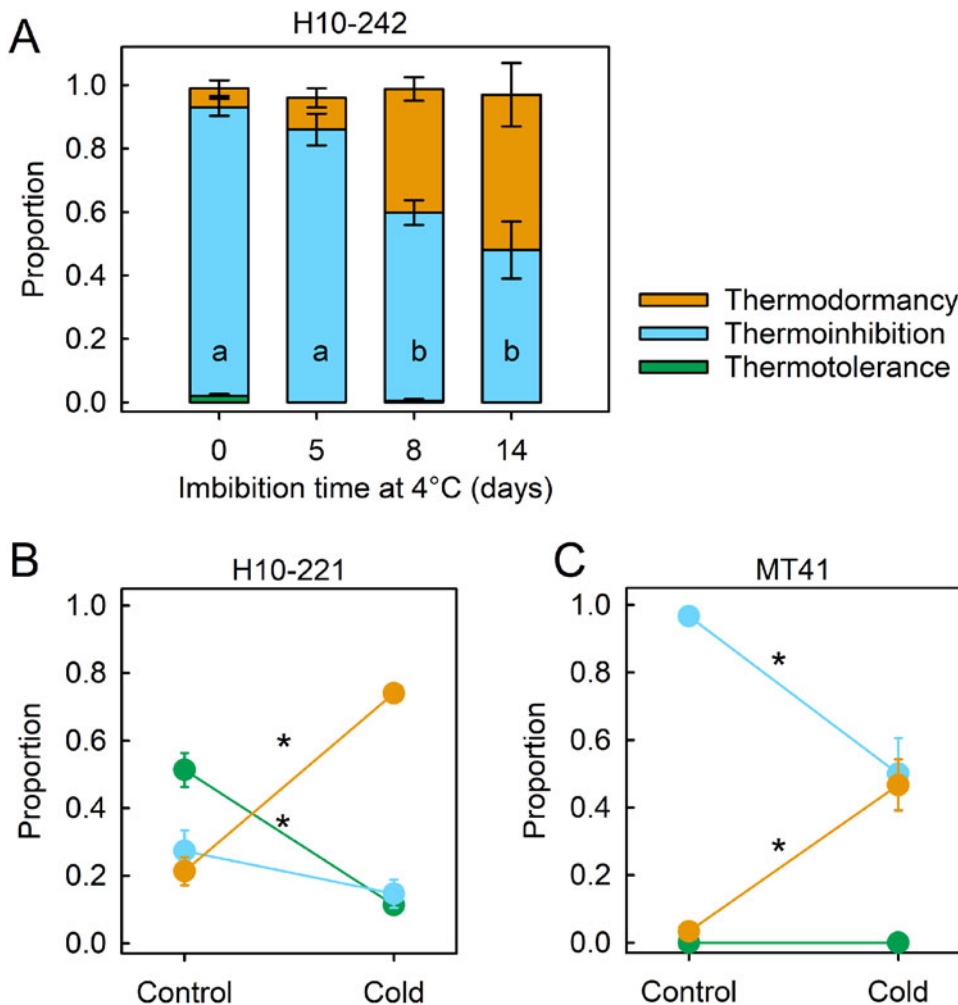 A
H10-242
Proportion
1.0
0.8
0.6
0.4
0.2
0.0
a a b b
0 5 8 14
Imbibition time at 4°C (days)
Thermodormancy
Thermoinhibition
Thermotolerance
B
H10-221
Proportion
1.0
0.8
0.6
0.4
0.2
0.0
*
*
Control Cold
C
MT41
Proportion
1.0
0.8
0.6
0.4
0.2
0.0
*
*
Control Cold